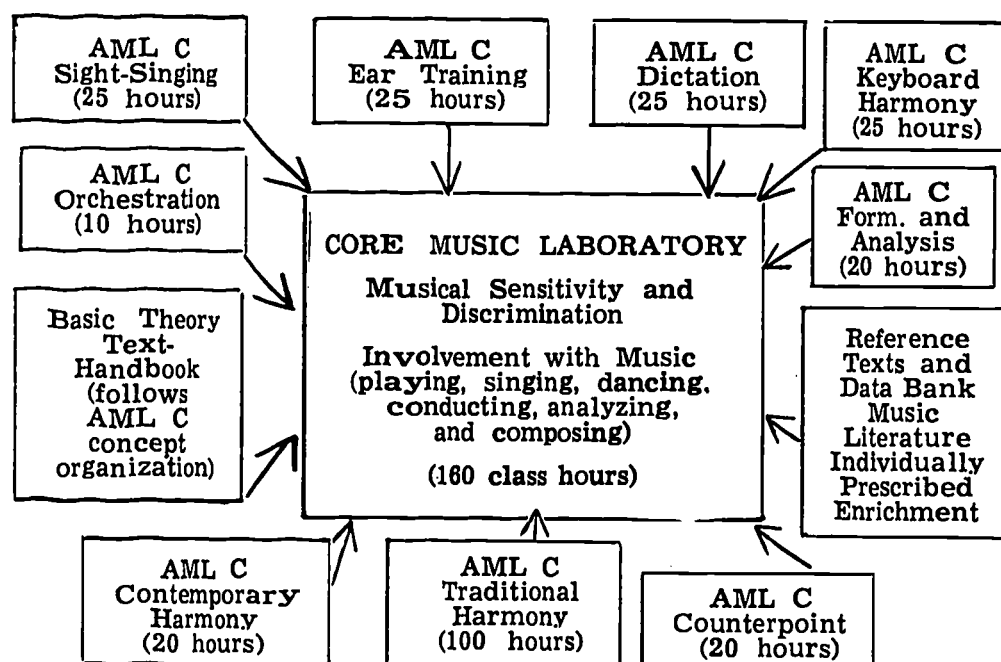 AML C
Sight-Singing
(25 hours)
AML C
Ear Training
(25 hours)
AML C
Dictation
(25 hours)
AML C
Keyboard
Harmony
(25 hours)
AML C
Orchestration
(10 hours)
AML C
Form. and
Analysis
(20 hours)
CORE MUSIC LABORATORY
Musical Sensitivity and
Discrimination
Involvement with Music
(playing, singing, dancing,
conducting, analyzing,
and composing)
(160 class hours)
Basic Theory
Text-
Handbook
(follows
AML C
concept
organization)
Reference
Texts and
Data Bank
Music
Literature
Individually
Prescribed
Enrichment
AML C
Contemporary
Harmony
(20 hours)
AML C
Traditional
Harmony
(100 hours)
AML C
Counterpoint
(20 hours)